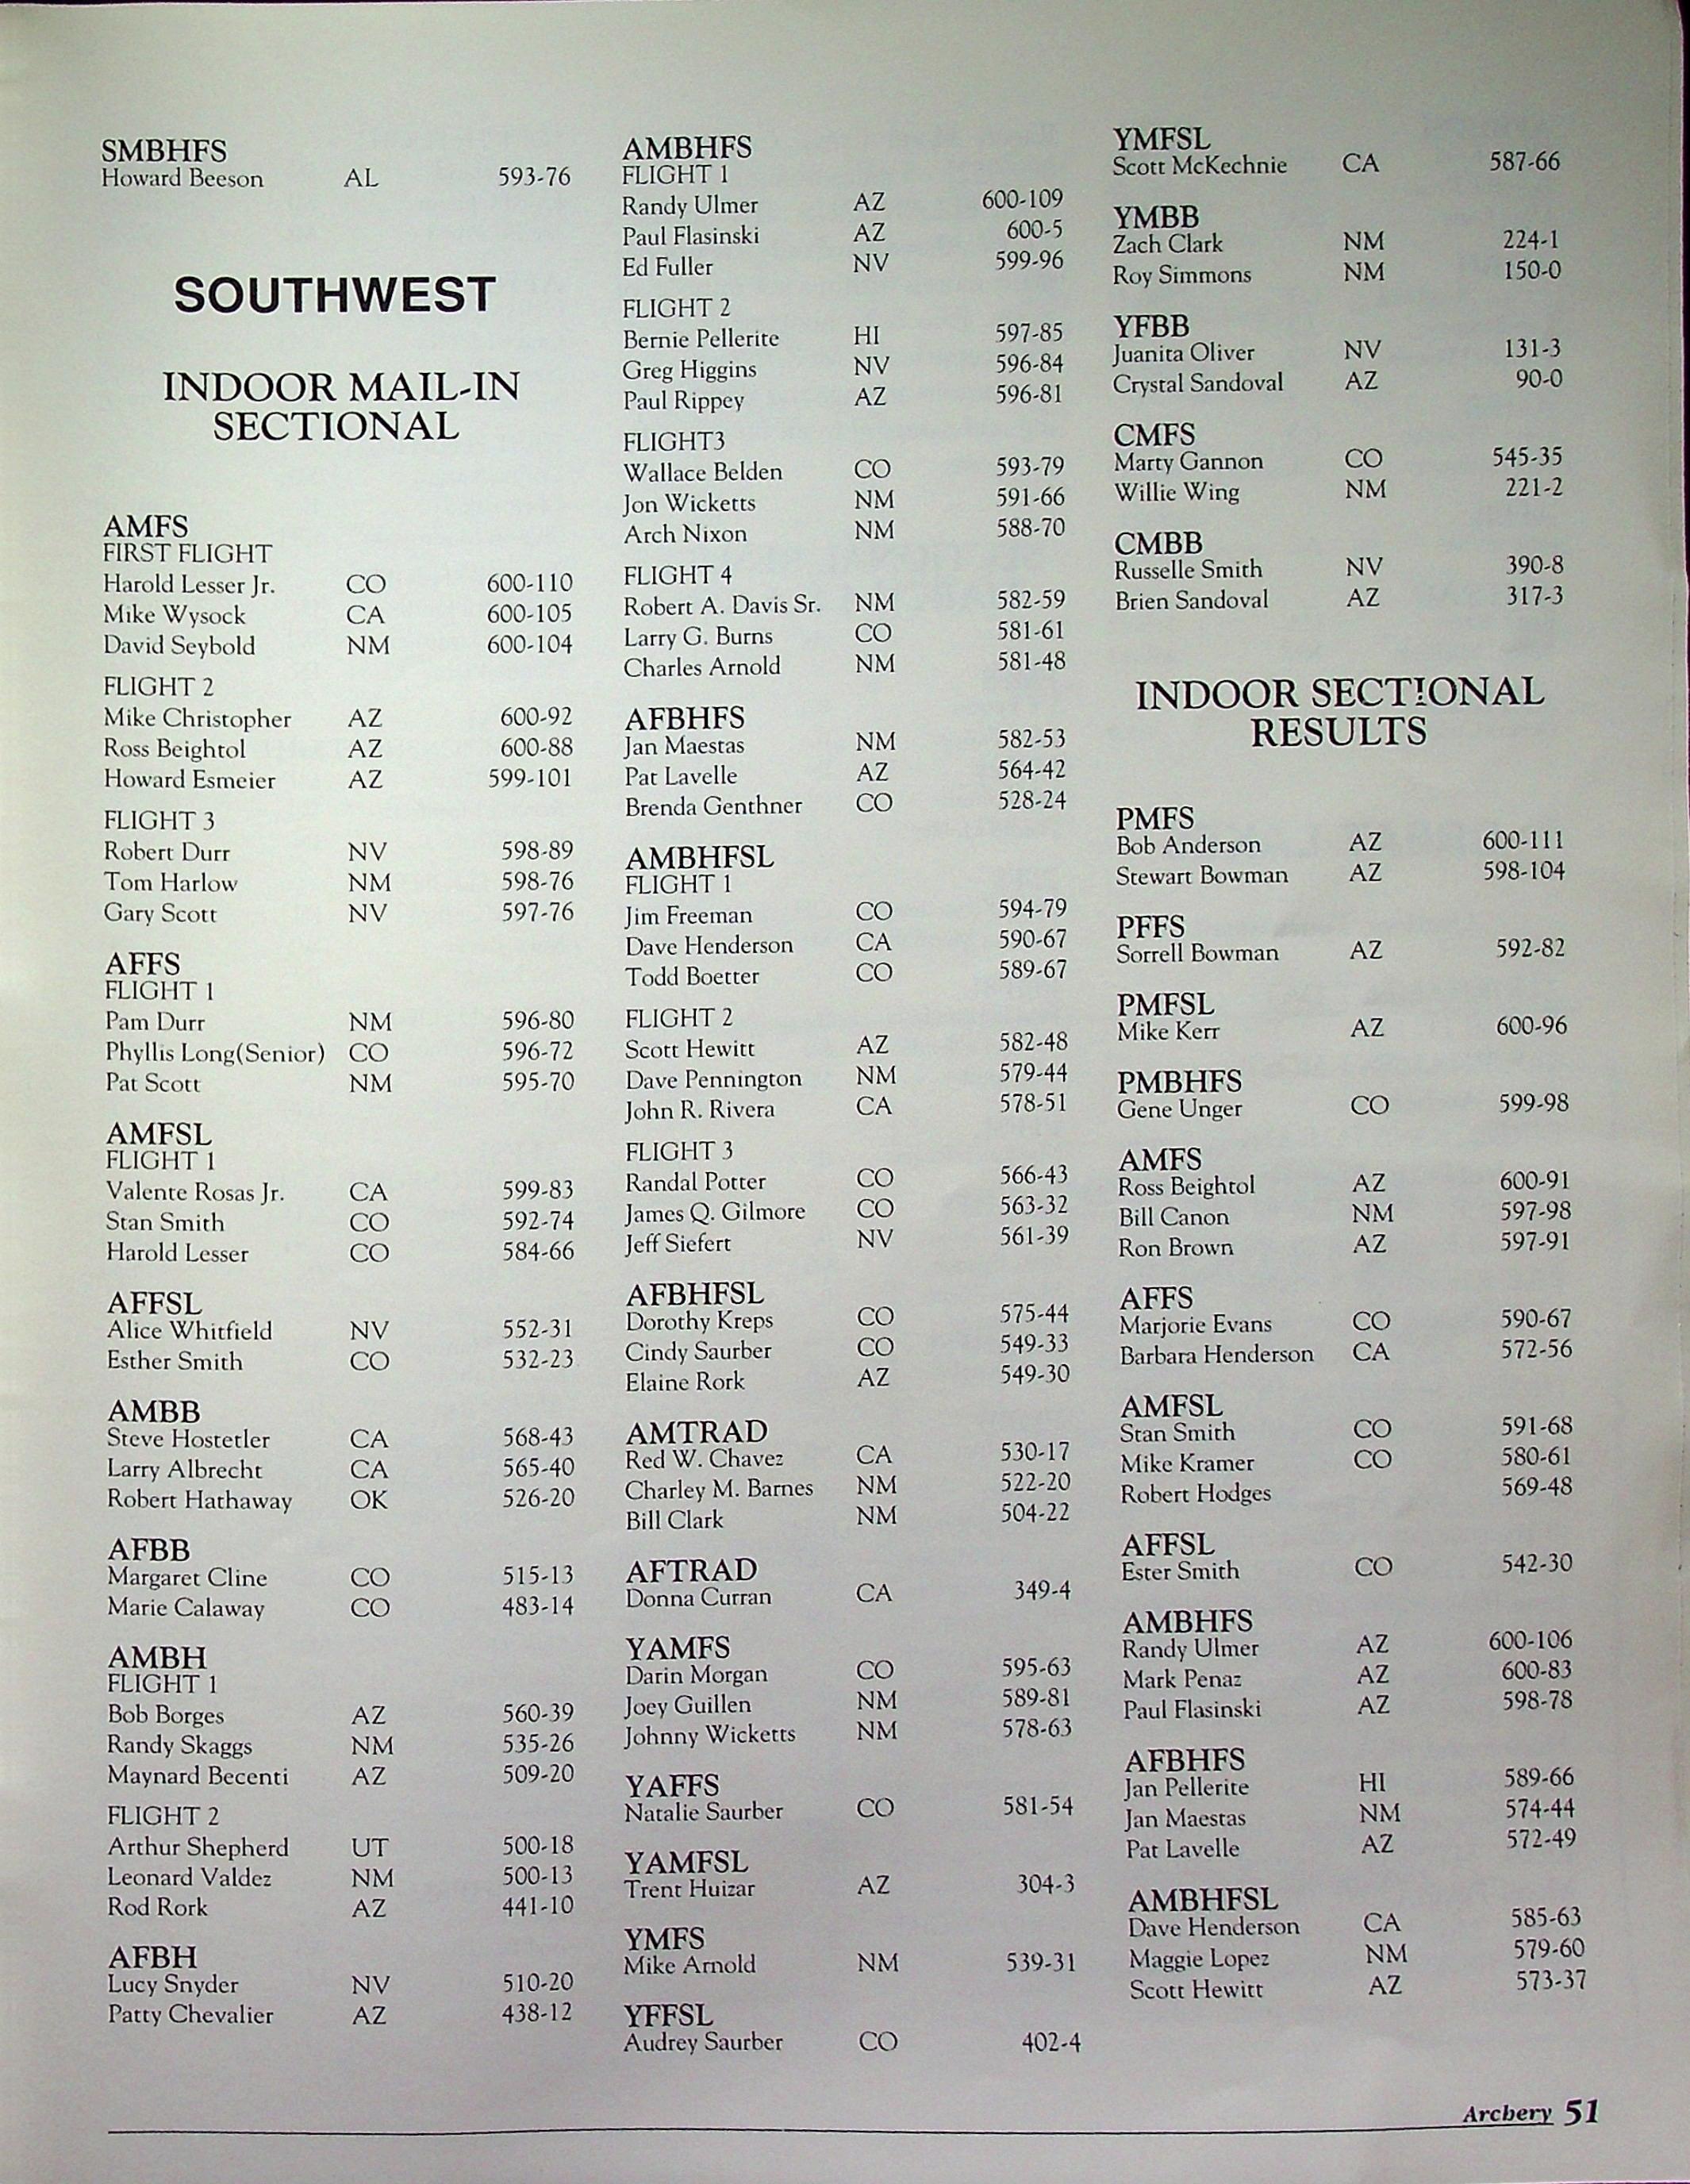 SMBHFS
Howard Beeson AL 593-76
SOUTHWEST
INDOOR MAIL-IN
SECTIONAL
AMFS
FIRST FLIGHT
Harold Lesser Jr. CO 600-110
Mike Wysock CA 600-105
David Seybold NM 600-104
FLIGHT 2
Mike Christopher AZ 600-92
Ross Beightol AZ 600-88
Howard Esmeier AZ 599-101
FLIGHT 3
Robert Durr NV 598-89
Tom Harlow NM 598-76
Gary Scott NV 597-76
AFFS
FLIGHT 1
Pam Durr NM 596-80
Phyllis Long(Senior) CO 596-72
Pat Scott NM 595-70
AMFSL
FLIGHT 1
Valente Rosas Jr. CA 599-83
Stan Smith CO 592-74
Harold Lesser CO 584-66
AFFSL
Alice Whitfield NV 552-31
Esther Smith CO 532-23
AMBB
Steve Hostetler CA 568-43
Larry Albrecht CA 565-40
Robert Hathaway OK 526-20
AFBB
Margaret Cline CO 515-13
Marie Calaway CO 483-14
AMBH
FLIGHT 1
Bob Borges AZ 560-39
Randy Skaggs NM 535-26
Maynard Becenti AZ 509-20
FLIGHT 2
Arthur Shepherd UT 500-18
Leonard Valdez NM 500-13
Rod Rork AZ 441-10
AFBH
Lucy Snyder NV 510-20
Patty Chevalier AZ 438-12
AMBHFS
FLIGHT 1
Randy Ulmer AZ 600-109
Paul Flasinski AZ 600-5
Ed Fuller NV 599-96
FLIGHT 2
Bernie Pellerite HI 597-85
Greg Higgins NV 596-84
Paul Rippey AZ 596-81
FLIGHT3
Wallace Belden CO 593-79
Jon Wicketts NM 591-66
Arch Nixon NM 588-70
FLIGHT 4
Robert A. Davis Sr. NM 582-59
Larry G. Burns CO 581-61
Charles Arnold NM 581-48
AFBHFS
Jan Maestas NM 582-53
Pat Lavelle AZ 564-42
Brenda Genthner CO 528-24
AMBHFSL
FLIGHT 1
Jim Freeman CO 594-79
Dave Henderson CA 590-67
Todd Boetter CO 589-67
FLIGHT 2
Scott Hewitt AZ 582-48
Dave Pennington NM 579-44
John R. Rivera CA 578-51
FLIGHT 3
Randal Potter CO 566-43
James Q. Gilmore CO 563-32
Jeff Siefert NV 561-39
AFBHFSL
Dorothy Kreps CO 575-44
Cindy Saurber CO 549-33
Elaine Rork AZ 549-30
AMTRAD
Red W. Chavez CA 530-17
Charley M. Barnes NM 522-20
Bill Clark NM 504-22
AFTRAD
Donna Curran CA 349-4
YAMFS
Darin Morgan CO 595-63
Joey Guillen NM 589-81
Johnny Wicketts NM 578-63
YAFFS
Natalie Saurber CO 581-54
YAMFSL
Trent Huizar AZ 304-3
YMFS
Mike Arnold NM 539-31
YFFSL
Audrey Saurber CO 402-4
YMFSL
Scott McKechnie CA 587-66
YMBB
Zach Clark NM 224-1
Roy Simmons NM 150-0
YFBB
Juanita Oliver NV 131-3
Crystal Sandoval AZ 90-0
CMFS
Marty Gannon CO 545-35
Willie Wing NM 221-2
CMBB
Russelle Smith NV 390-8
Brien Sandoval AZ 317-3
INDOOR SECTIONAL
RESULTS
PMFS
Bob Anderson AZ 600-111
Stewart Bowman AZ 598-104
PFFS
Sorrell Bowman AZ 592-82
PMFSL
Mike Kerr AZ 600-96
PMBHFS
Gene Unger CO 599-98
AMFS
Ross Beightol AZ 600-91
Bill Canon NM 597-98
Ron Brown AZ 597-91
AFFS
Marjorie Evans CO 590-67
Barbara Henderson CA 572-56
AMFSL
Stan Smith CO 591-68
Mike Kramer CO 580-61
Robert Hodges 569-48
AFFSL
Ester Smith CO 542-30
AMBHFS
Randy Ulmer AZ 600-106
Mark Penaz AZ 600-83
Paul Flasinski AZ 598-78
AFBHFS
Jan Pellerite HI 589-66
Jan Maestas NM 574-44
Pat Lavelle AZ 572-49
AMBHFSL
Dave Henderson CA 585-63
Maggie Lopez NM 579-60
Scott Hewitt AZ 573-37
Archery 51